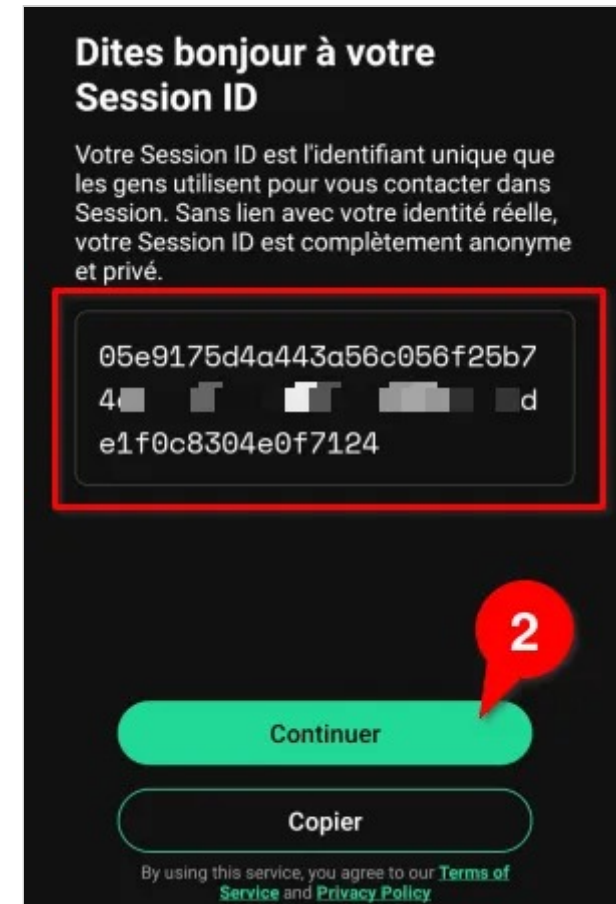 Dites bonjour à votre
Session ID
Votre Session ID est l'identifiant unique que
les gens utilisent pour vous contacter dans
Session. Sans lien avec votre identité réelle,
votre Session ID est complètement anonyme
et privé.
05e9175d4a443a56c056f25b7
4 d
e1f0c8304e0f7124
2
Continuer
Copier
By using this service, you agree to our Terms of
Service and Privacy Policy